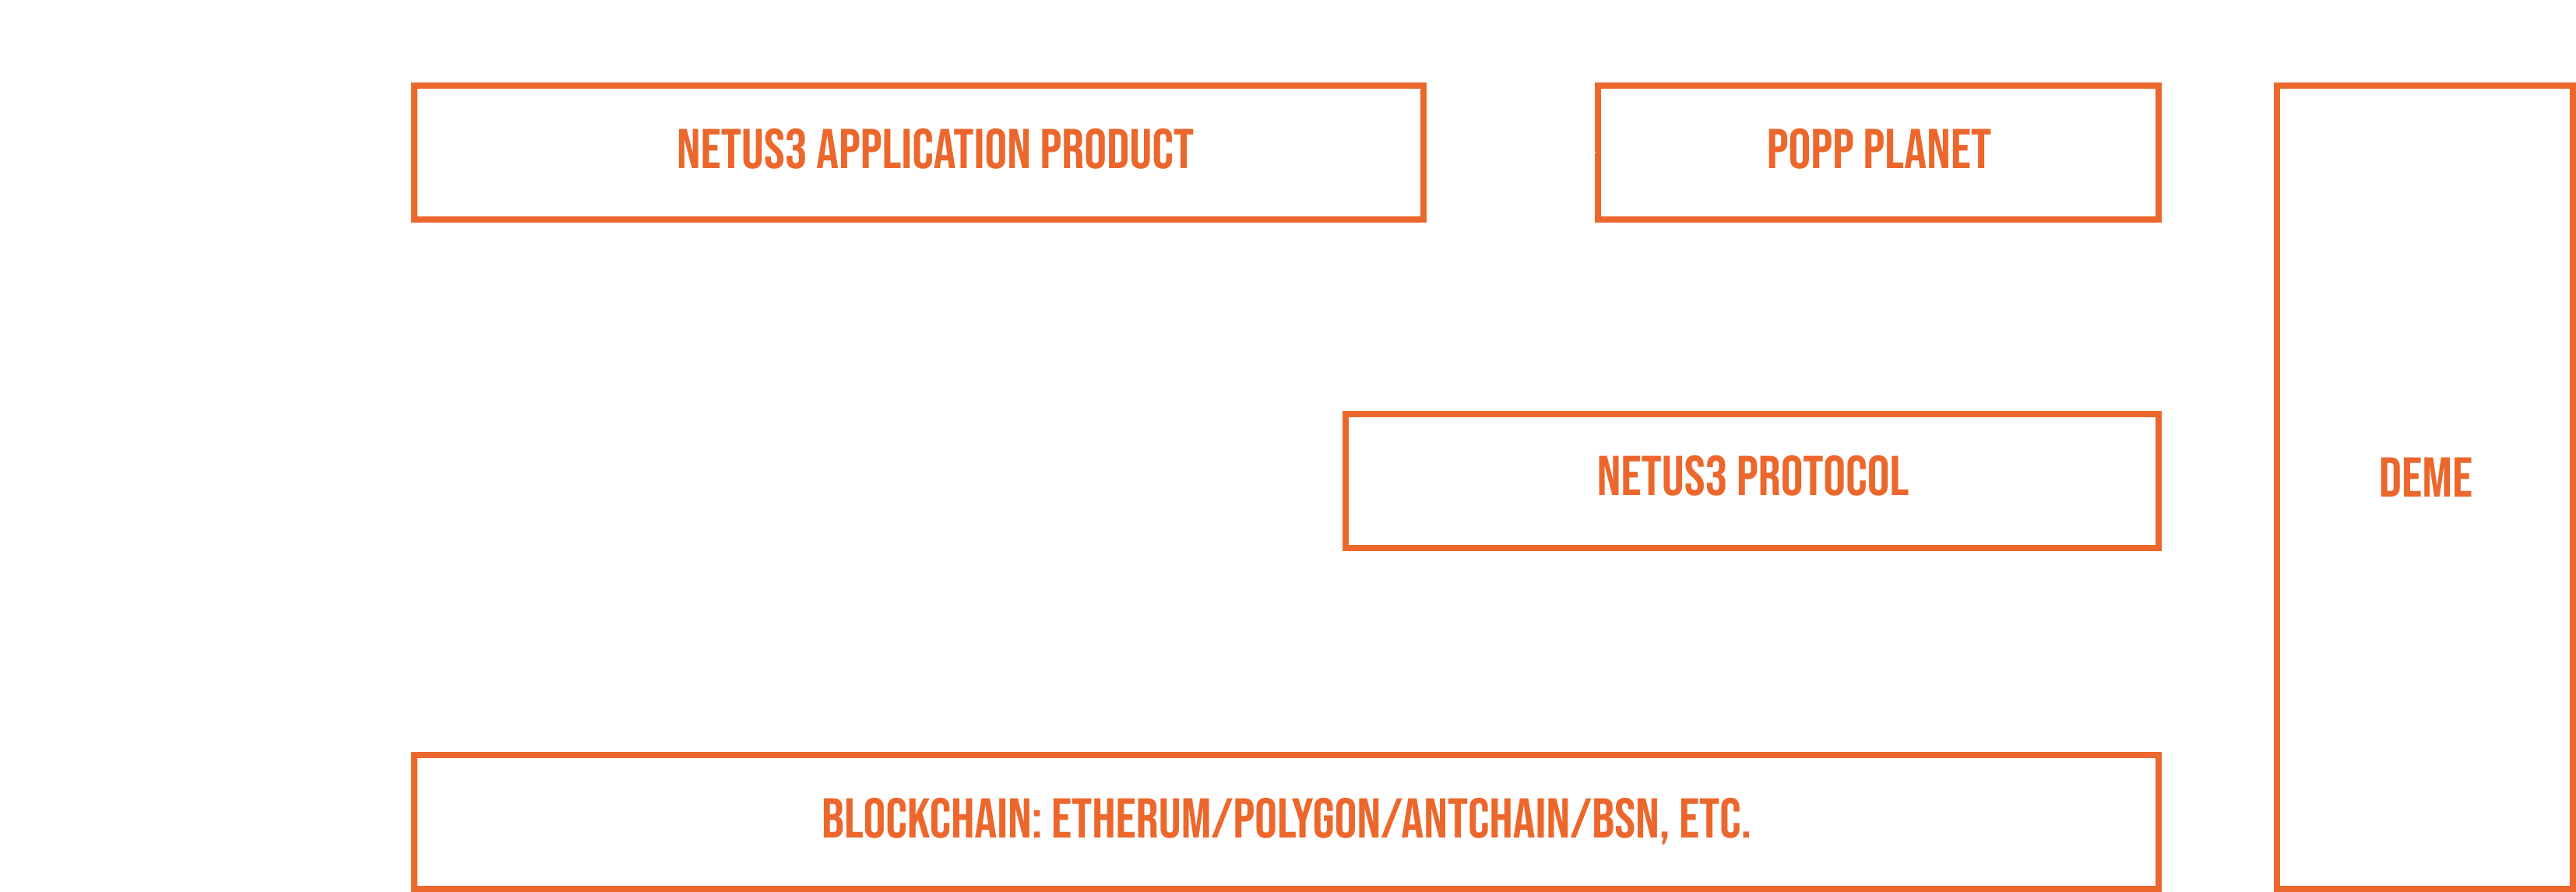 NETUS3 APPLICATION PRODUCT
POPP PLANET
NETUS3 PROTOCOL
DEME
BLOCKCHAIN: ETHERUM/POLYGON/ANTCHAIN/BSN, ETC.